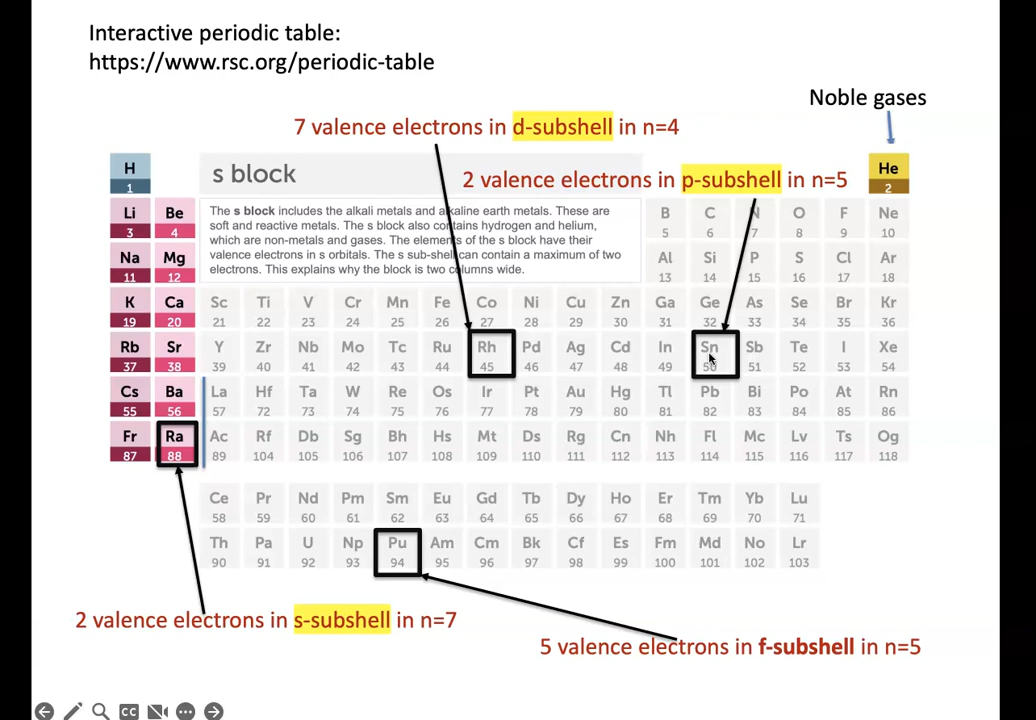 Interactive periodic table:
https://www.rsc.org/periodic-table
Noble gases
7 valence electrons in d-subshell in n=4
2 valence electrons in p-subshell in n=5
H
1
s block
He
2
The s block includes the alkali metals and alkaline earth metals. These are
soft and reactive metals. The s block also contains hydrogen and helium,
which are non-metals and gases. The elements of the s block have their
valence electrons in s orbitals. The s sub-shell can contain a maximum of two
electrons. This explains why the block is two columns wide.
Li Be B C N O F Ne
3 4 5 6 7 8 9 10
Na Mg Al Si P S Cl Ar
11 12 13 14 15 16 17 18
K Ca Sc Ti V Cr Mn Fe Co Ni Cu Zn Ga Ge As Se Br Kr
19 20 21 22 23 24 25 26 27 28 29 30 31 32 33 34 35 36
Rb Sr Y Zr Nb Mo Tc Ru Rh Pd Ag Cd In Sn Sb Te I Xe
37 38 39 40 41 42 43 44 45 46 47 48 49 50 51 52 53 54
Cs Ba La Hf Ta W Re Os Ir Pt Au Hg Tl Pb Bi Po At Rn
55 56 57 72 73 74 75 76 77 78 79 80 81 82 83 84 85 86
Fr Ra Ac Rf Db Sg Bh Hs Mt Ds Rg Cn Nh Fl Mc Lv Ts Og
87 88 89 104 105 106 107 108 109 110 111 112 113 114 115 116 117 118
Ce Pr Nd Pm Sm Eu Gd Tb Dy Ho Er Tm Yb Lu
58 59 60 61 62 63 64 65 66 67 68 69 70 71
Th Pa U Np Pu Am Cm Bk Cf Es Fm Md No Lr
90 91 92 93 94 95 96 97 98 99 100 101 102 103
2 valence electrons in s-subshell in n=7
5 valence electrons in f-subshell in n=5
CC